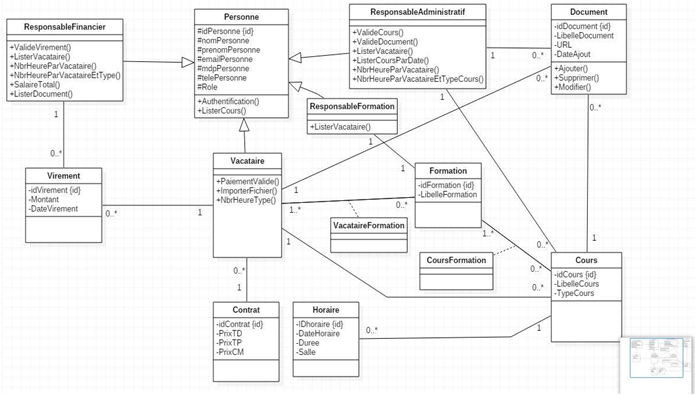 ResponsableFinancier
+ValideVirement()
+ListerVacataire()
+NbrHeureParVacataire()
+NbrHeureParVacataireEtType()
+SalaireTotal()
+ListerDocument()
Personne
#idPersonne {id}
#nomPersonne
#prenomPersonne
#emailPersonne
#mdpPersonne
#telePersonne
#Role
+Authentification()
+ListerCours()
ResponsableAdministratif
+ValideCours()
+ValideDocument()
+ListerVacataire()
+ListerCoursParDate()
+NbrHeureParVacataire()
+NbrHeureParVacataireEtTypeCours()
Document
-idDocument {id}
-LibelleDocument
-URL
-DateAjout
+Ajouter()
+Supprimer()
+Modifier()
1
0..*
1
0..*
1
0..*
0..*
ResponsableFormation
+ListerVacataire()
1
1
Virement
-idVirement {id}
-Montant
-DateVirement
0..*
1
Vacataire
+PaiementValide()
+ImporterFichier()
+NbrHeureType()
1
1..*
0..*
1
Formation
-idFormation {id}
-LibelleFormation
1..*
VacataireFormation
CoursFormation
0..*
0..*
0..*
1
Cours
-idCours {id}
-LibelleCours
-TypeCours
0..*
1
Contrat
-idContrat {id}
-PrixTD
-PrixTP
-PrixCM
Horaire
-IDhoraire {id}
-DateHoraire
-Duree
-Salle
0..*
1